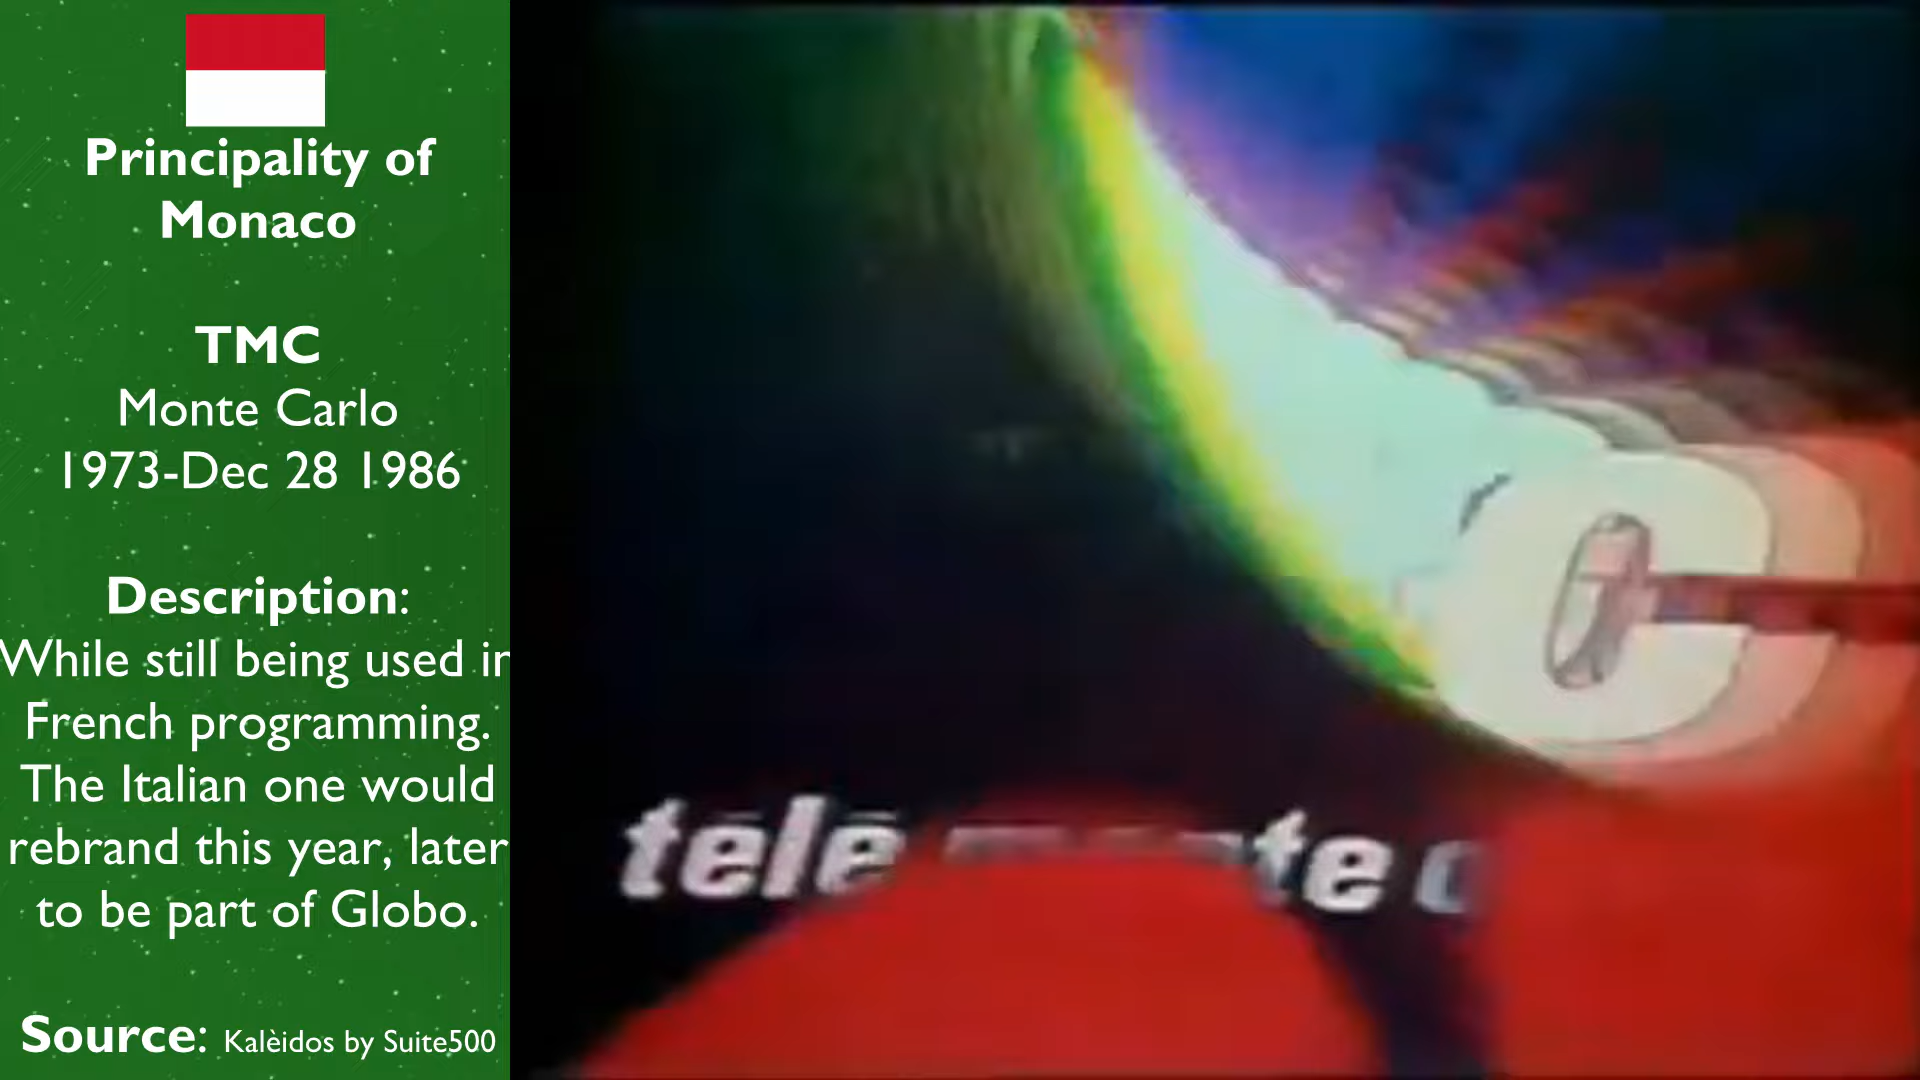 Principality of
Monaco
TMC
Monte Carlo
1973-Dec 28 1986
Description:
While still being used in
French programming.
The Italian one would
rebrand this year, later
to be part of Globo.
Source: Kalèidos by Suite500
C
télé